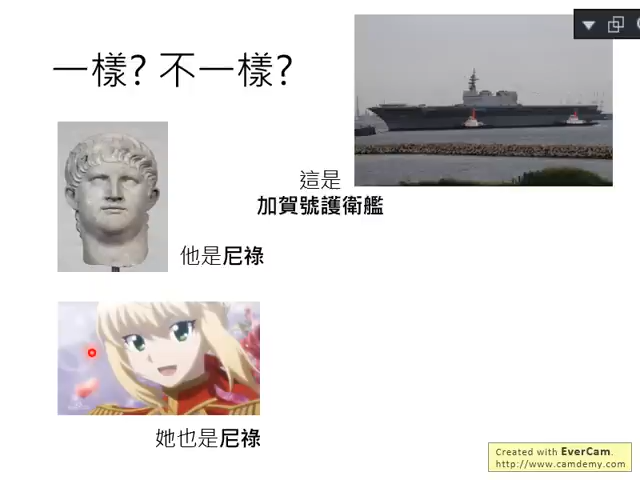 一樣? 不一樣?
這是
加賀號護衛艦
他是尼祿
她也是尼祿
Created with EverCam.
http://www.camdemy.com